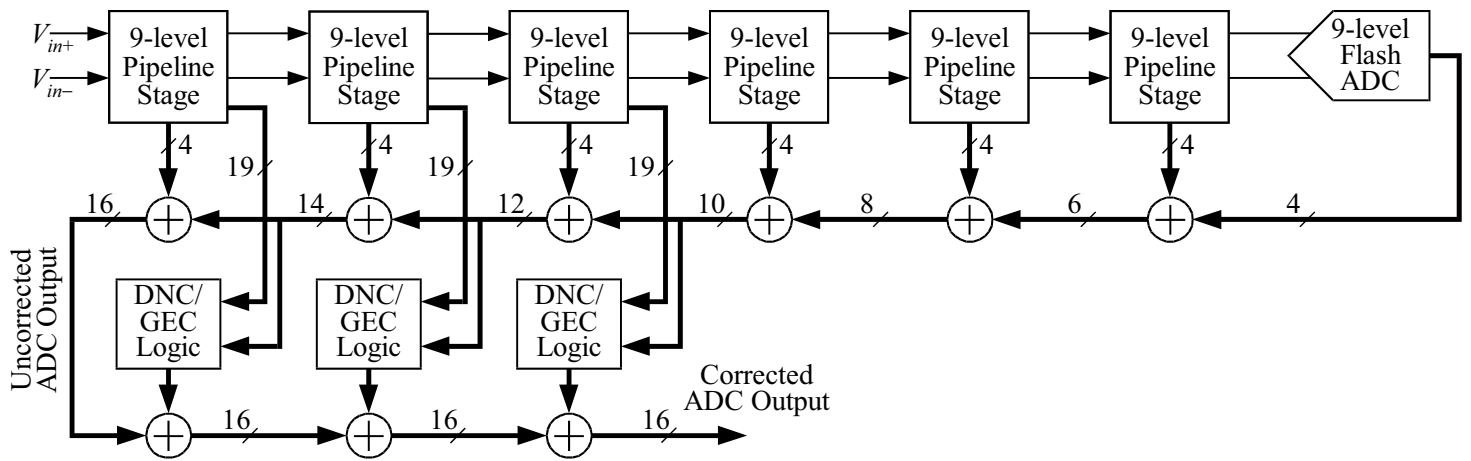 V_in+
V_in−
9-level
Pipeline
Stage
9-level
Pipeline
Stage
9-level
Pipeline
Stage
9-level
Pipeline
Stage
9-level
Pipeline
Stage
9-level
Pipeline
Stage
9-level
Flash
ADC
4
19
4
19
4
19
4
4
4
16
14
12
10
8
6
4
Uncorrected
ADC Output
DNC/
GEC
Logic
DNC/
GEC
Logic
DNC/
GEC
Logic
16
16
16
Corrected
ADC Output